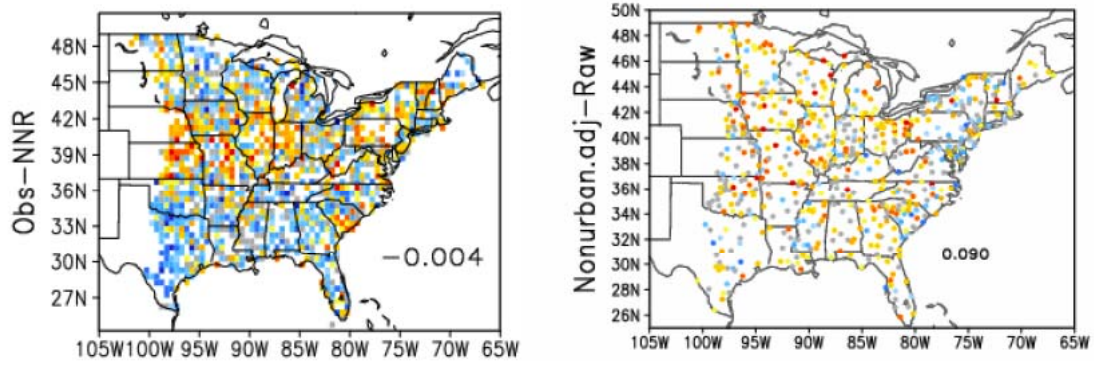 Obs−NNR
48N
45N
42N
39N
36N
33N
30N
27N
−0.004
105W 100W 95W 90W 85W 80W 75W 70W 65W
Nonurban.adj−Raw
50N
48N
46N
44N
42N
40N
38N
36N
34N
32N
30N
28N
26N
0.090
105W 100W 95W 90W 85W 80W 75W 70W 65W